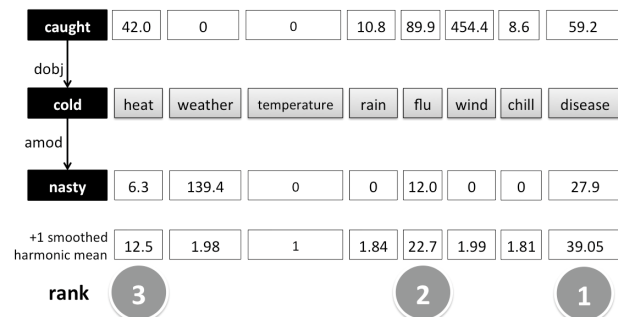 caught 42.0 0 0 10.8 89.9 454.4 8.6 59.2
dobj
cold heat weather temperature rain flu wind chill disease
amod
nasty 6.3 139.4 0 0 12.0 0 0 27.9
+1 smoothed
harmonic mean 12.5 1.98 1 1.84 22.7 1.99 1.81 39.05
rank 3 2 1